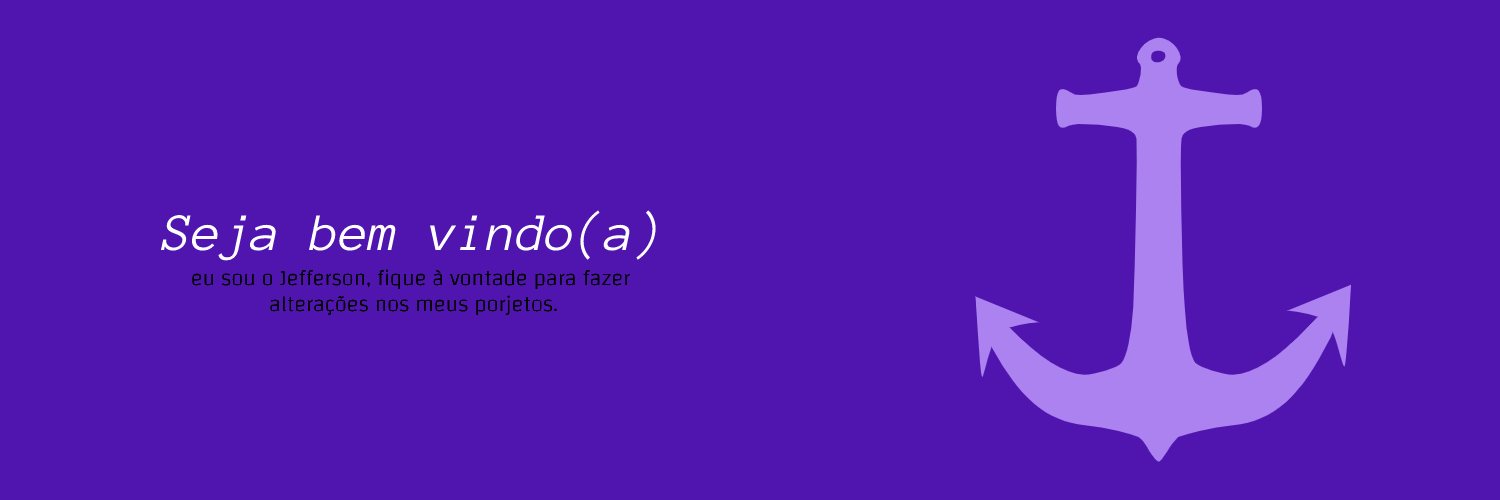 Seja bem vindo(a)
eu sou o Jefferson, fique à vontade para fazer
alterações nos meus porjetos.